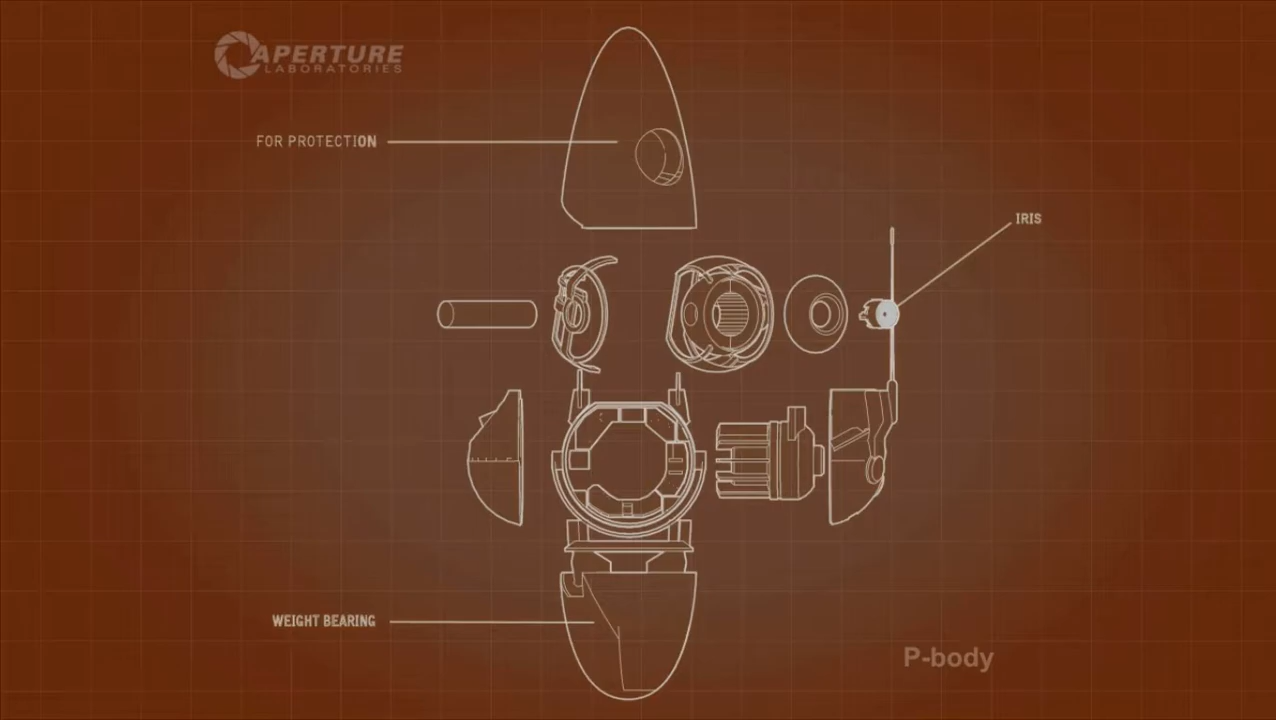 APERTURE
LABORATORIES
FOR PROTECTION
IRIS
WEIGHT BEARING
P-body